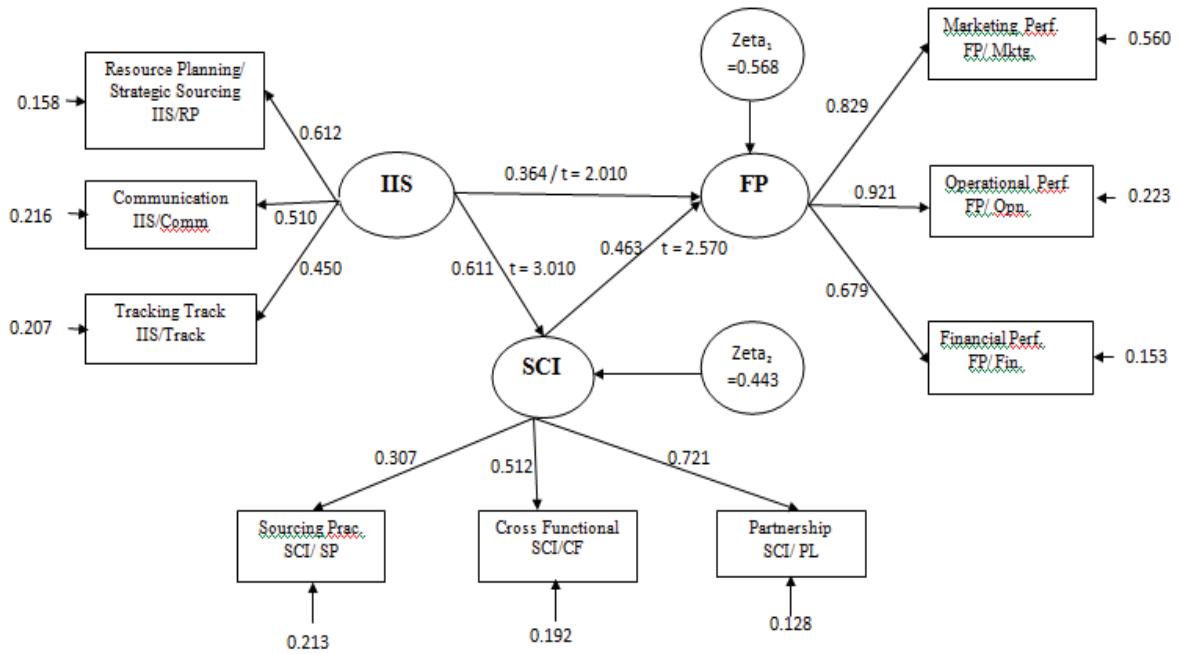 Zeta₁
=0.568
Marketing Perf.
FP/ Mktg.
0.560
Resource Planning/
Strategic Sourcing
IIS/RP
0.158
0.612
0.829
IIS
0.364 / t = 2.010
FP
Communication
IIS/Comm
0.216
0.510
0.921
Operational Perf.
FP/ Opn.
0.223
0.450
0.611
t = 3.010
0.463
t = 2.570
0.679
Tracking Track
IIS/Track
0.207
SCI
Zeta₂
=0.443
Financial Perf.
FP/ Fin.
0.153
0.307
0.512
0.721
Sourcing Prac.
SCI/ SP
Cross Functional
SCI/CF
Partnership
SCI/ PL
0.213
0.192
0.128